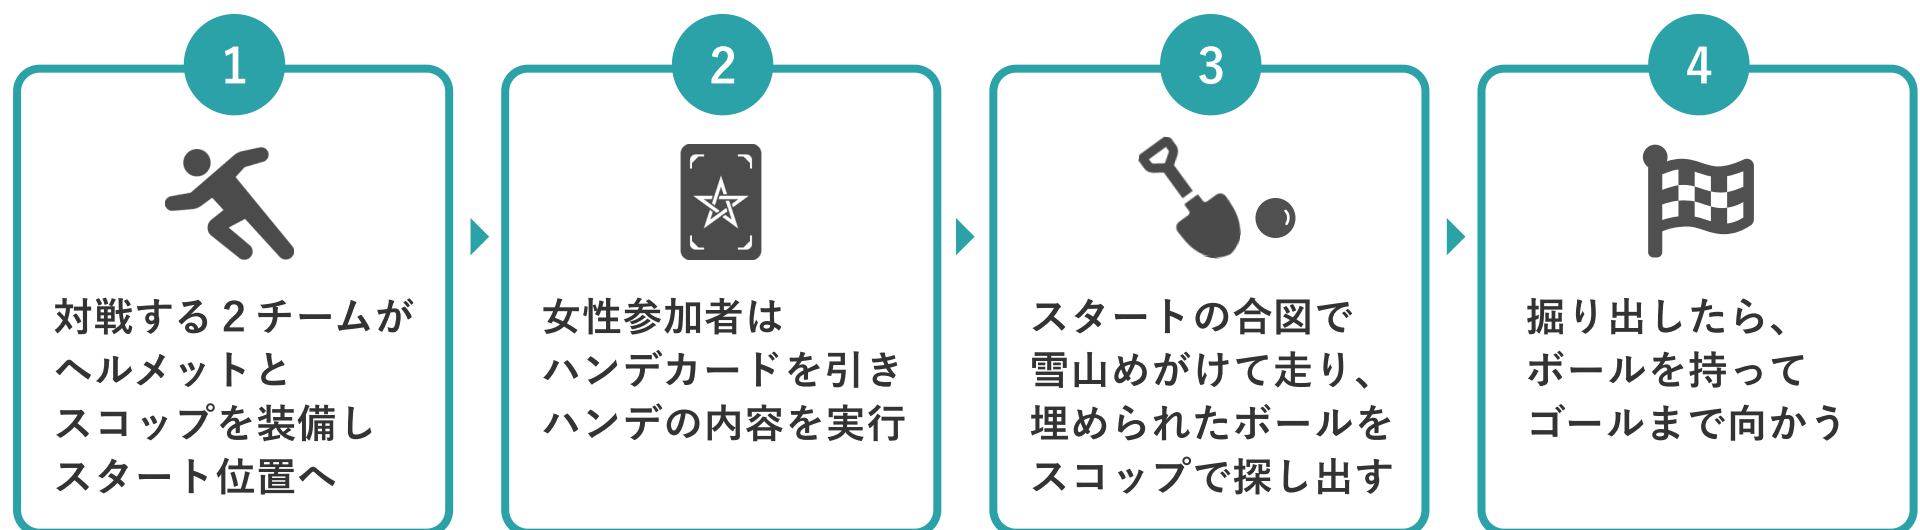 1
対戦する2チームが
ヘルメットと
スコップを装備し
スタート位置へ
2
女性参加者は
ハンデカードを引き
ハンデの内容を実行
3
スタートの合図で
雪山めがけて走り、
埋められたボールを
スコップで探し出す
4
掘り出したら、
ボールを持って
ゴールまで向かう